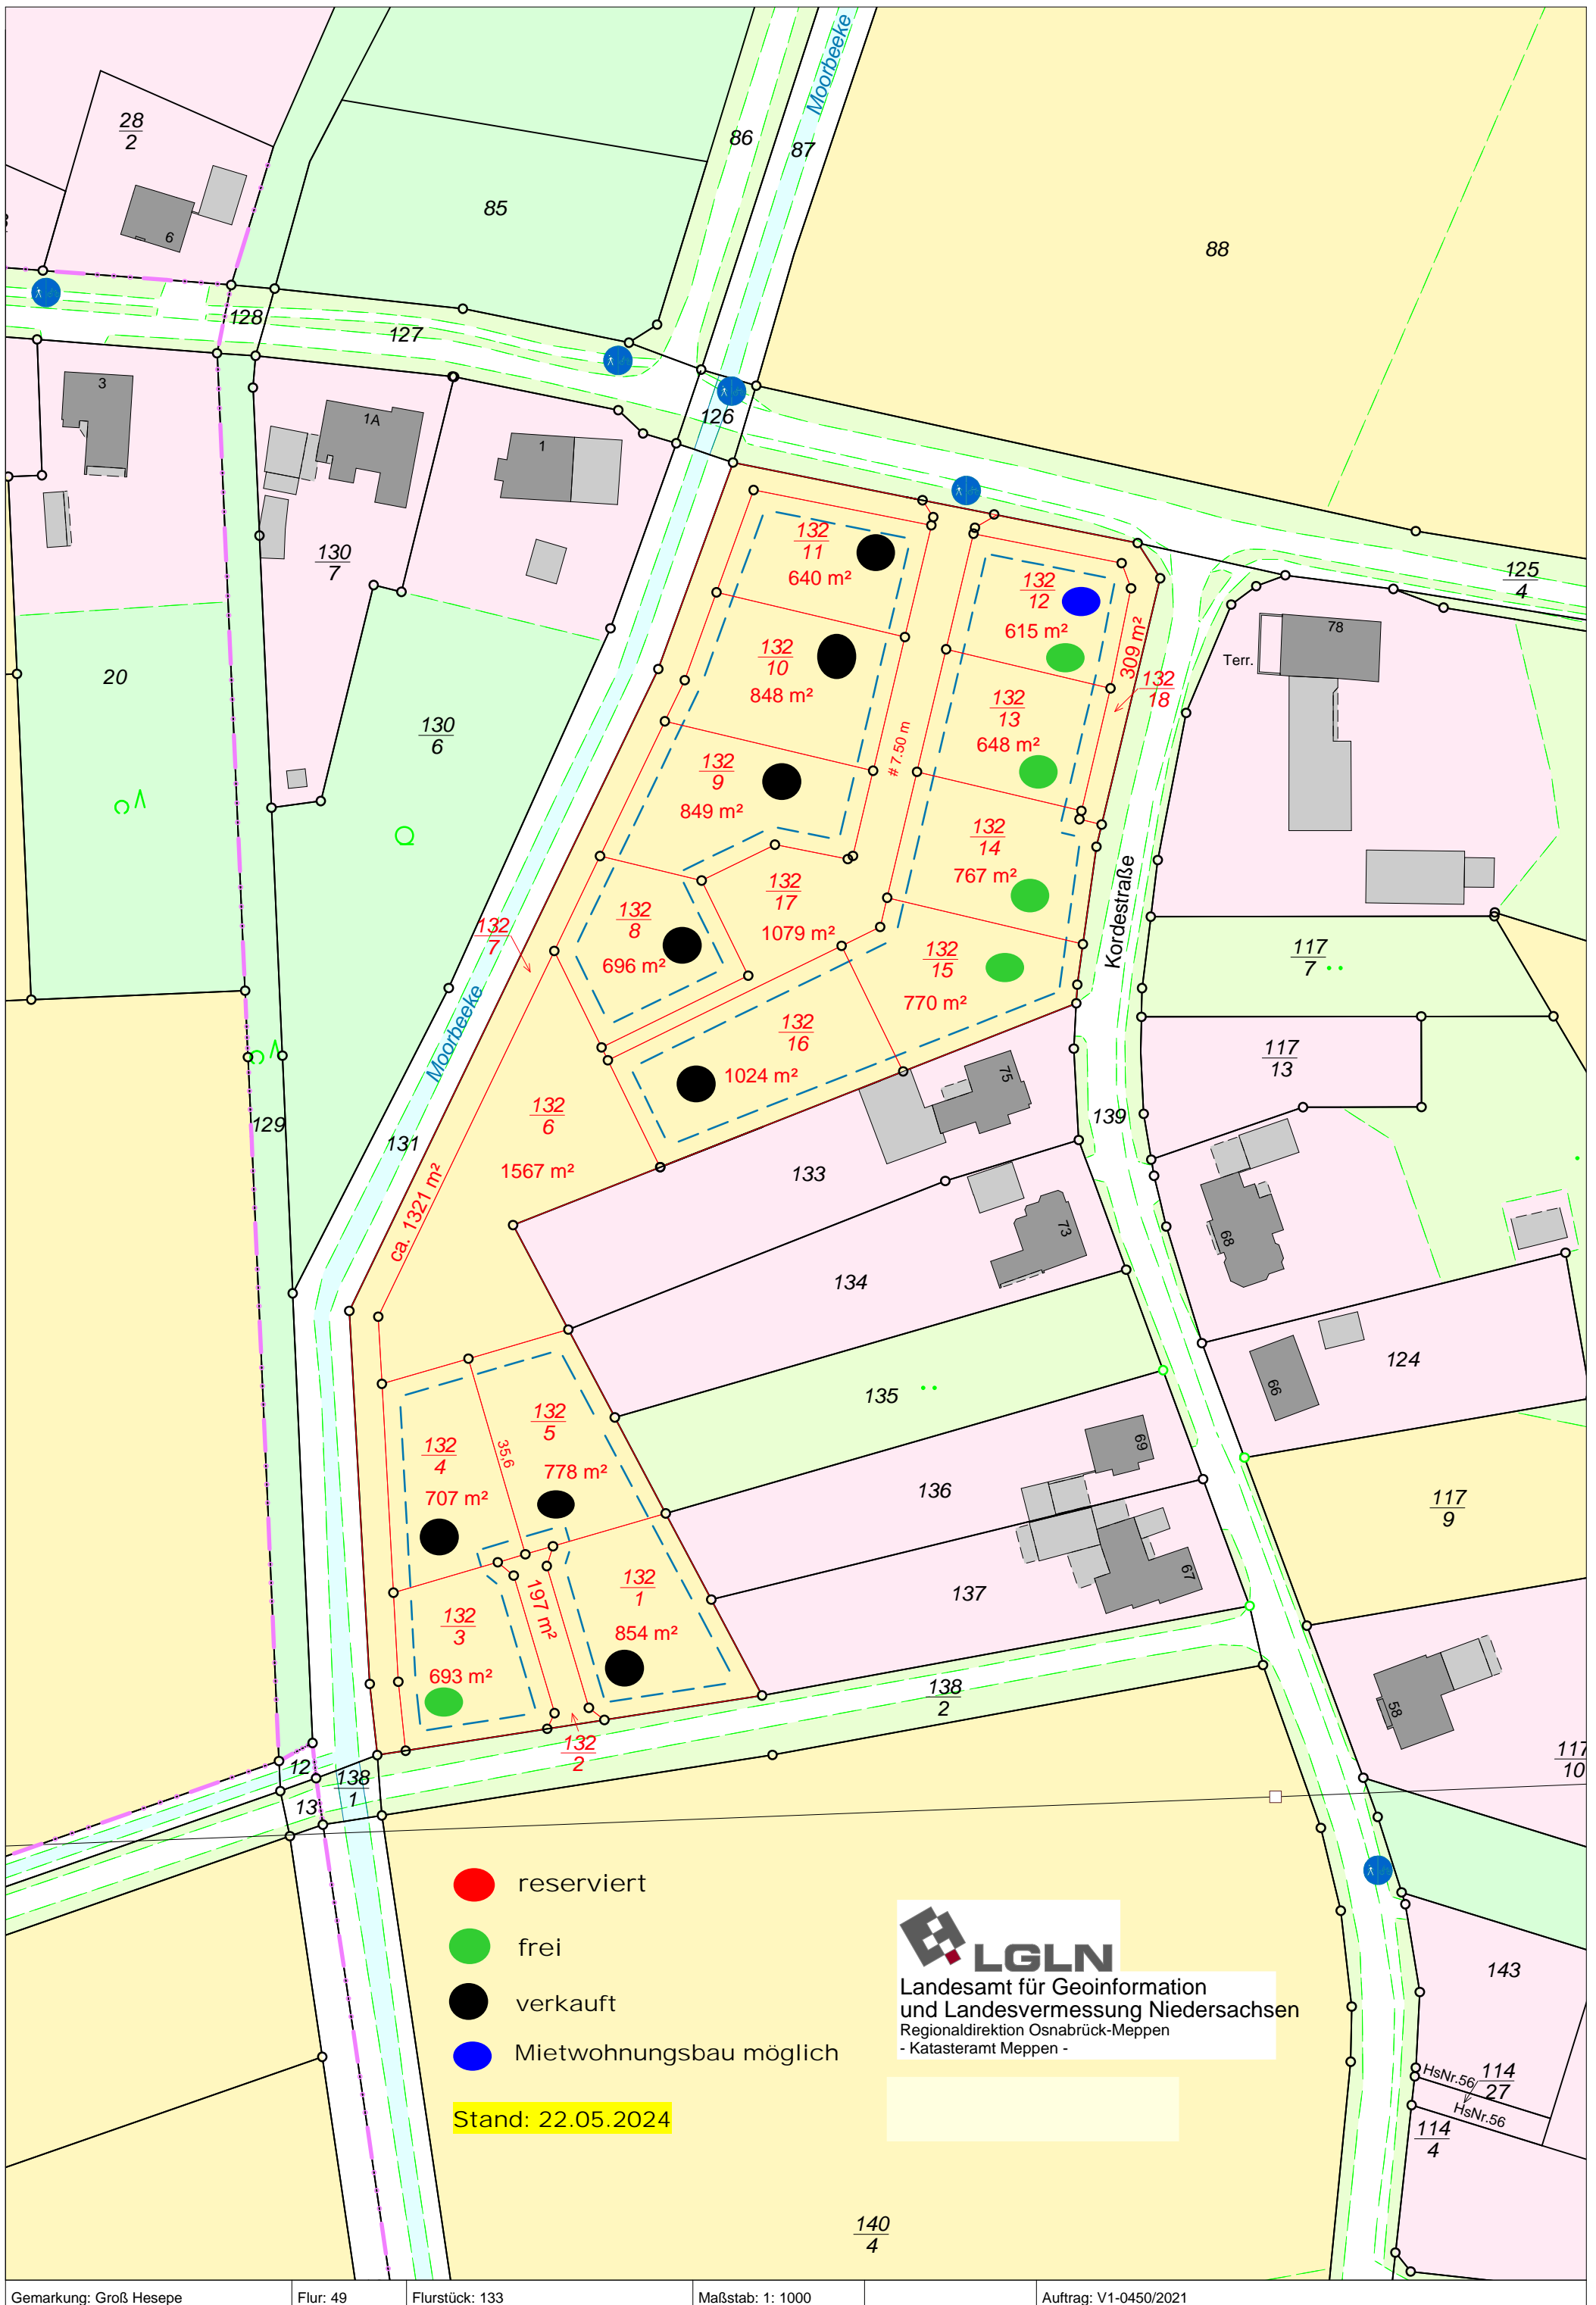 Moorbeeke
28
2
86
87
85
6
88
128
127
126
3
1A
1
130
7
132
11
640 m²
132
12
615 m²
309 m²
132
18
125
4
78
Terr.
20
130
6
132
10
848 m²
132
13
648 m²
# 7.50 m
132
9
849 m²
132
14
767 m²
Kordestraße
132
17
1079 m²
132
8
696 m²
132
7
132
15
770 m²
117
7
Moorbeeke
132
16
1024 m²
75
117
13
129
131
132
6
1567 m²
ca. 1321 m²
139
133
73
68
134
124
66
135
132
5
778 m²
35,6
132
4
707 m²
69
136
117
9
132
1
854 m²
197 m²
132
3
693 m²
137
67
138
2
58
132
2
12
138
1
13
117
10
reserviert
frei
verkauft
Mietwohnungsbau möglich
Stand: 22.05.2024
LGLN
Landesamt für Geoinformation
und Landesvermessung Niedersachsen
Regionaldirektion Osnabrück-Meppen
- Katasteramt Meppen -
143
HsNr.56
114
27
HsNr.56
114
4
140
4
Gemarkung: Groß Hesepe
Flur: 49
Flurstück: 133
Maßstab: 1: 1000
Auftrag: V1-0450/2021